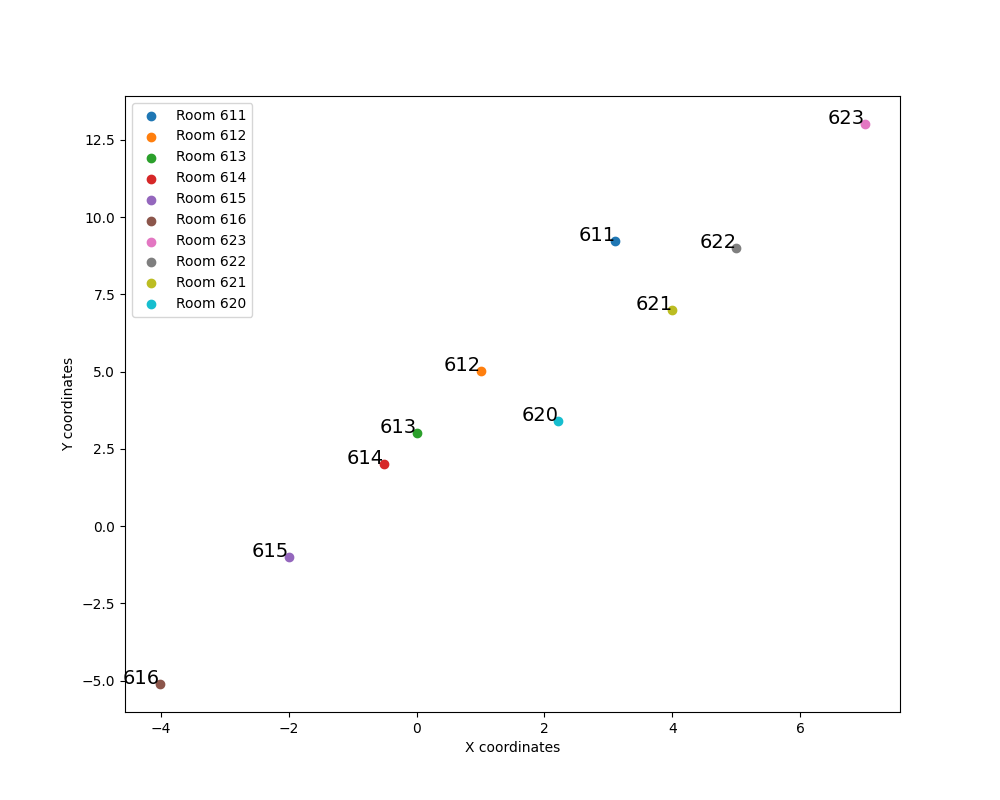 Room 611
Room 612
Room 613
Room 614
Room 615
Room 616
Room 623
Room 622
Room 621
Room 620
623
611
622
621
612
620
613
614
615
616
12.5
10.0
7.5
5.0
2.5
0.0
−2.5
−5.0
Y coordinates
−4
−2
0
2
4
6
X coordinates